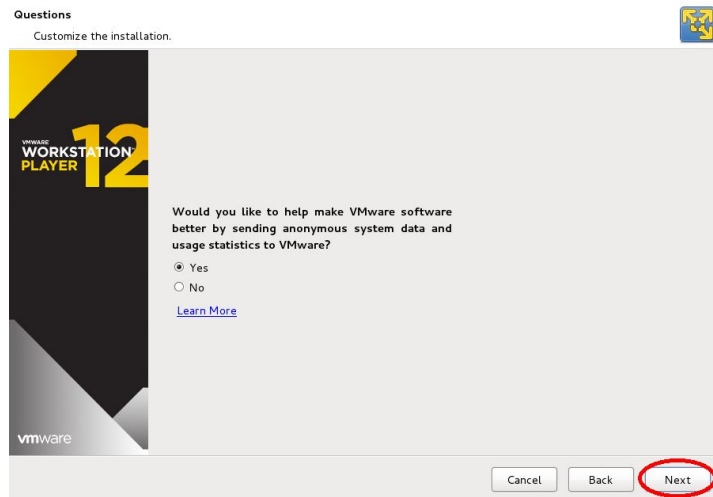 Questions
Customize the installation.
VMWARE
WORKSTATION
PLAYER
12
Would you like to help make VMware software
better by sending anonymous system data and
usage statistics to VMware?
Yes
No
Learn More
vmware
Cancel
Back
Next